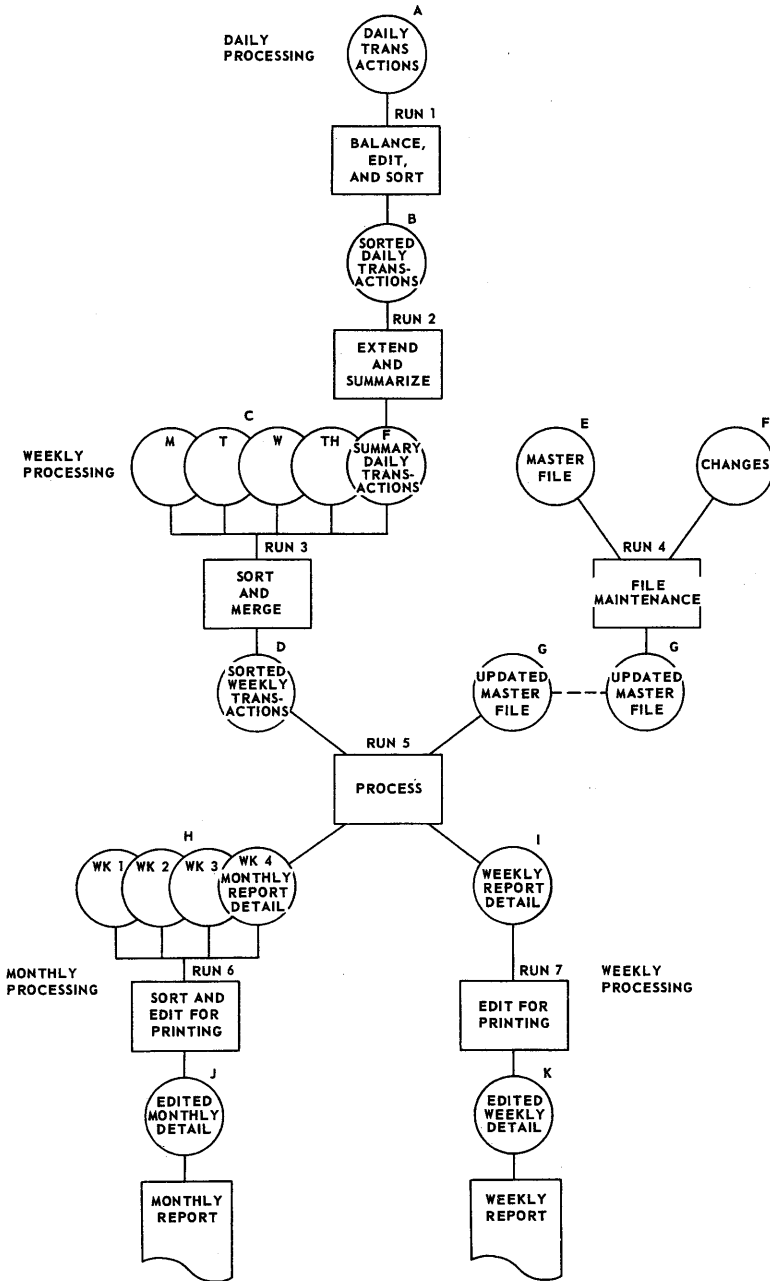 A
DAILY
PROCESSING
DAILY
TRANS
ACTIONS
RUN 1
BALANCE,
EDIT,
AND SORT
B
SORTED
DAILY
TRANS-
ACTIONS
RUN 2
EXTEND
AND
SUMMARIZE
WEEKLY
PROCESSING
C
M
T
W
TH
F
SUMMARY
DAILY
TRANS-
ACTIONS
E
MASTER
FILE
F
CHANGES
RUN 3
SORT
AND
MERGE
RUN 4
FILE
MAINTENANCE
D
SORTED
WEEKLY
TRANS-
ACTIONS
G
UPDATED
MASTER
FILE
G
UPDATED
MASTER
FILE
RUN 5
PROCESS
H
WK 1
WK 2
WK 3
WK 4
MONTHLY
REPORT
DETAIL
I
WEEKLY
REPORT
DETAIL
MONTHLY
PROCESSING
RUN 6
SORT AND
EDIT FOR
PRINTING
RUN 7
EDIT FOR
PRINTING
WEEKLY
PROCESSING
J
EDITED
MONTHLY
DETAIL
K
EDITED
WEEKLY
DETAIL
MONTHLY
REPORT
WEEKLY
REPORT